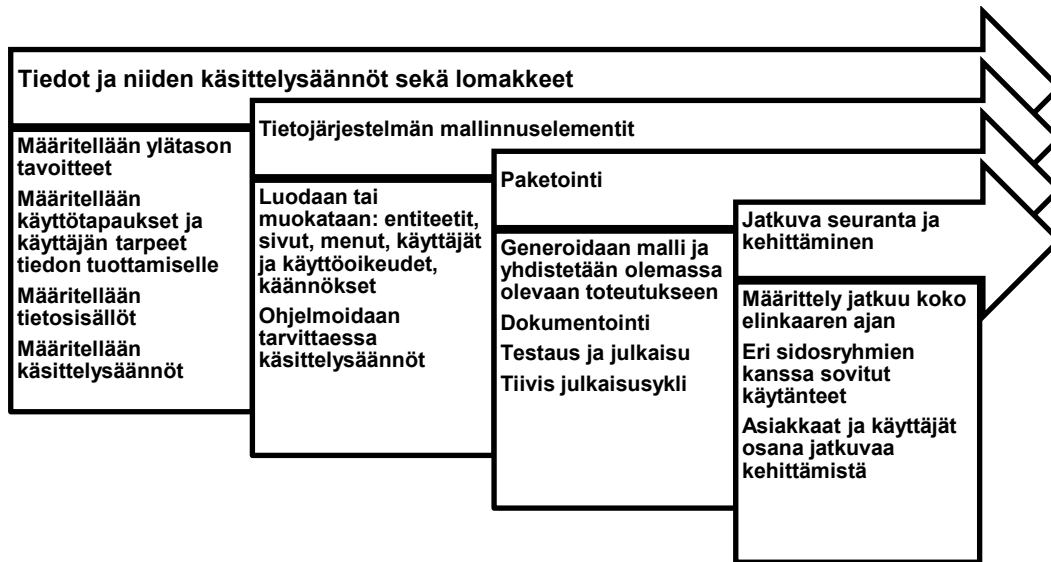 Tiedot ja niiden käsittelysäännöt sekä lomakkeet
Määritellään ylätason
tavoitteet
Määritellään
käyttötapaukset ja
käyttäjän tarpeet
tiedon tuottamiselle
Määritellään
tietosisällöt
Määritellään
käsittelysäännöt
Tietojärjestelmän mallinnuselementit
Luodaan tai
muokataan: entiteetit,
sivut, menut, käyttäjät
ja käyttöoikeudet,
käännökset
Ohjelmoidaan
tarvittaessa
käsittelysäännöt
Paketointi
Generoidaan malli ja
yhdistetään olemassa
olevaan toteutukseen
Dokumentointi
Testaus ja julkaisu
Tiivis julkaisusykli
Jatkuva seuranta ja
kehittäminen
Määrittely jatkuu koko
elinkaaren ajan
Eri sidosryhmien
kanssa sovitut
käytänteet
Asiakkaat ja käyttäjät
osana jatkuvaa
kehittämistä